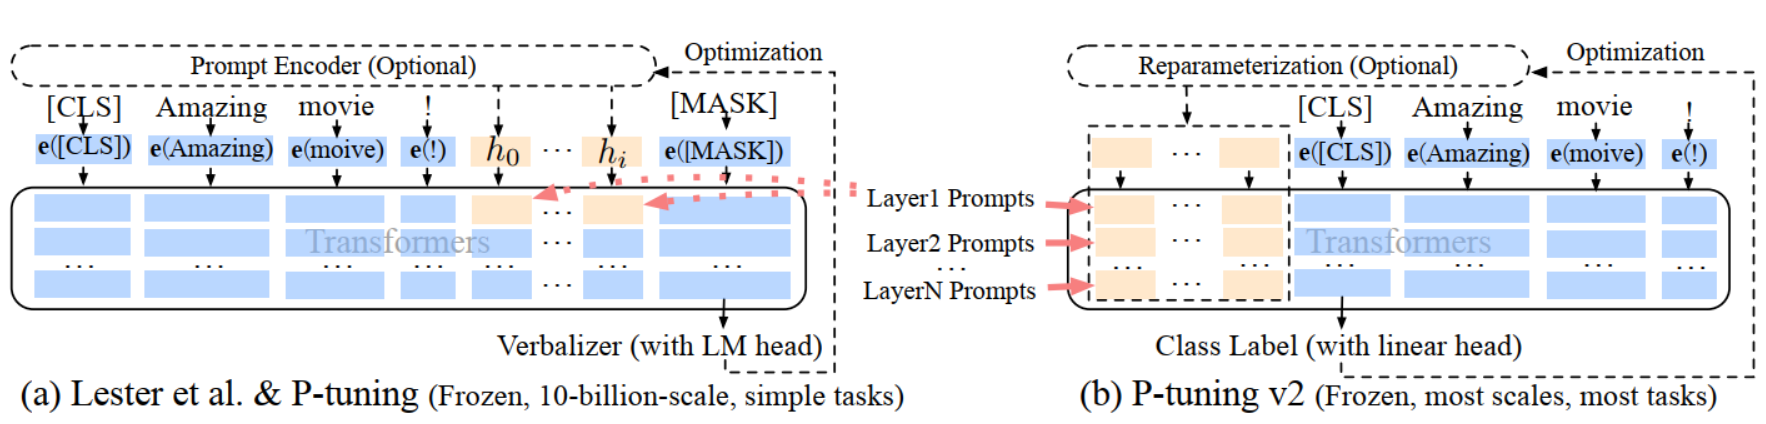 Prompt Encoder (Optional)
Optimization
[CLS] Amazing movie ! [MASK]
e([CLS]) e(Amazing) e(moive) e(!) h0 ... hi e([MASK])
...
Transformers
...
... ... ... ... ... ... ...
...
Verbalizer (with LM head)
(a) Lester et al. & P-tuning (Frozen, 10-billion-scale, simple tasks)
Layer1 Prompts
Layer2 Prompts
...
LayerN Prompts
Reparameterization (Optional)
Optimization
[CLS] Amazing movie !
... e([CLS]) e(Amazing) e(moive) e(!)
...
... Transformers
... ... ... ... ...
...
Class Label (with linear head)
(b) P-tuning v2 (Frozen, most scales, most tasks)